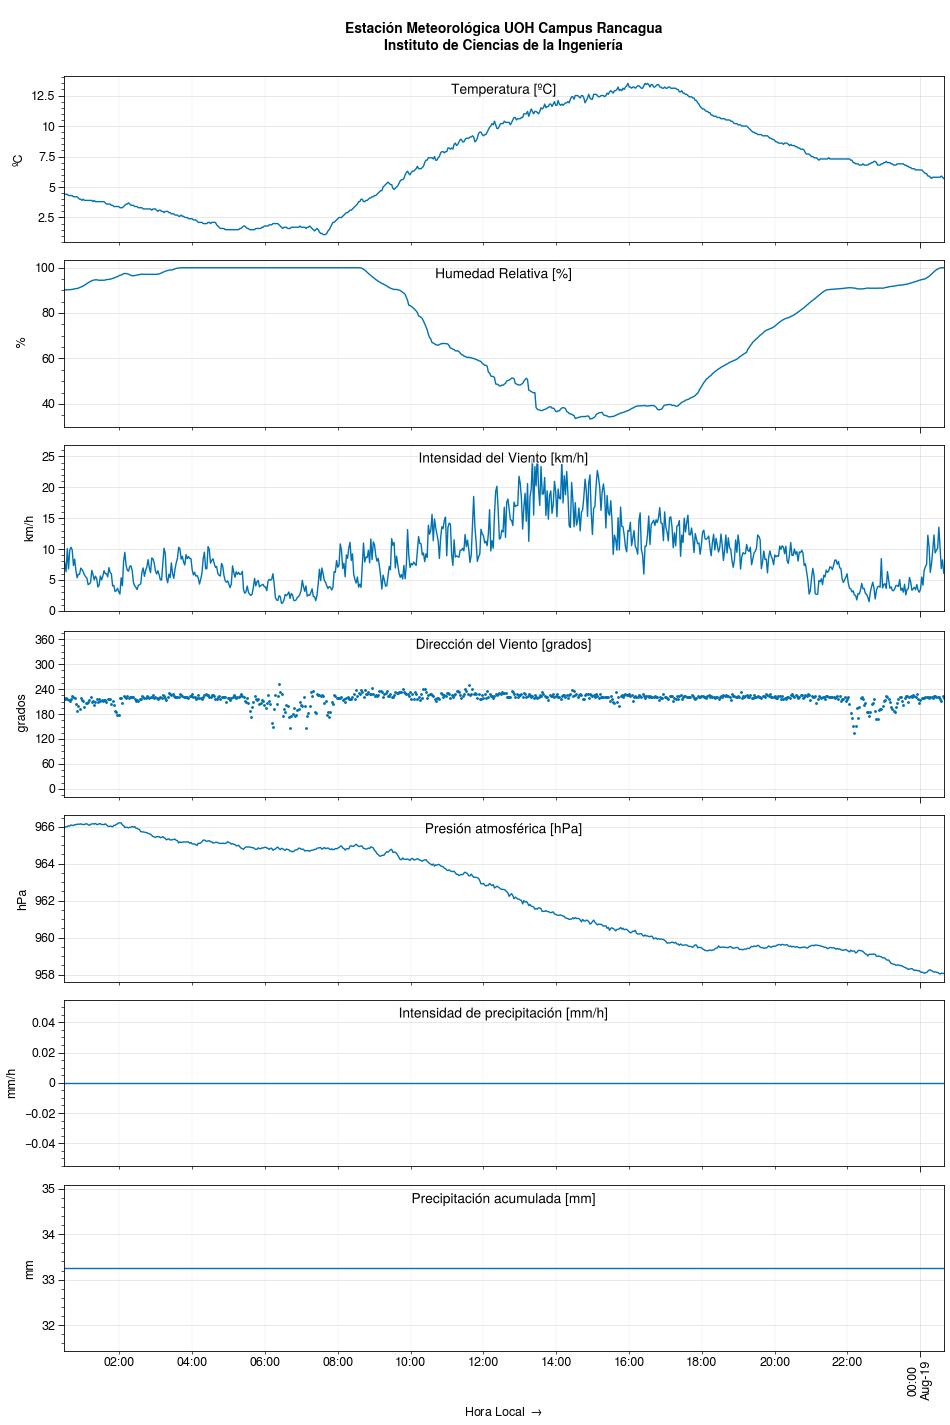 Estación Meteorológica UOH Campus Rancagua
Instituto de Ciencias de la Ingeniería
Temperatura [ºC]
ºC
12.5
10
7.5
5
2.5
Humedad Relativa [%]
%
100
80
60
40
Intensidad del Viento [km/h]
km/h
25
20
15
10
5
0
Dirección del Viento [grados]
grados
360
300
240
180
120
60
0
Presión atmosférica [hPa]
hPa
966
964
962
960
958
Intensidad de precipitación [mm/h]
mm/h
0.04
0.02
0
−0.02
−0.04
Precipitación acumulada [mm]
mm
35
34
33
32
02:00 04:00 06:00 08:00 10:00 12:00 14:00 16:00 18:00 20:00 22:00
00:00
Aug-19
Hora Local →